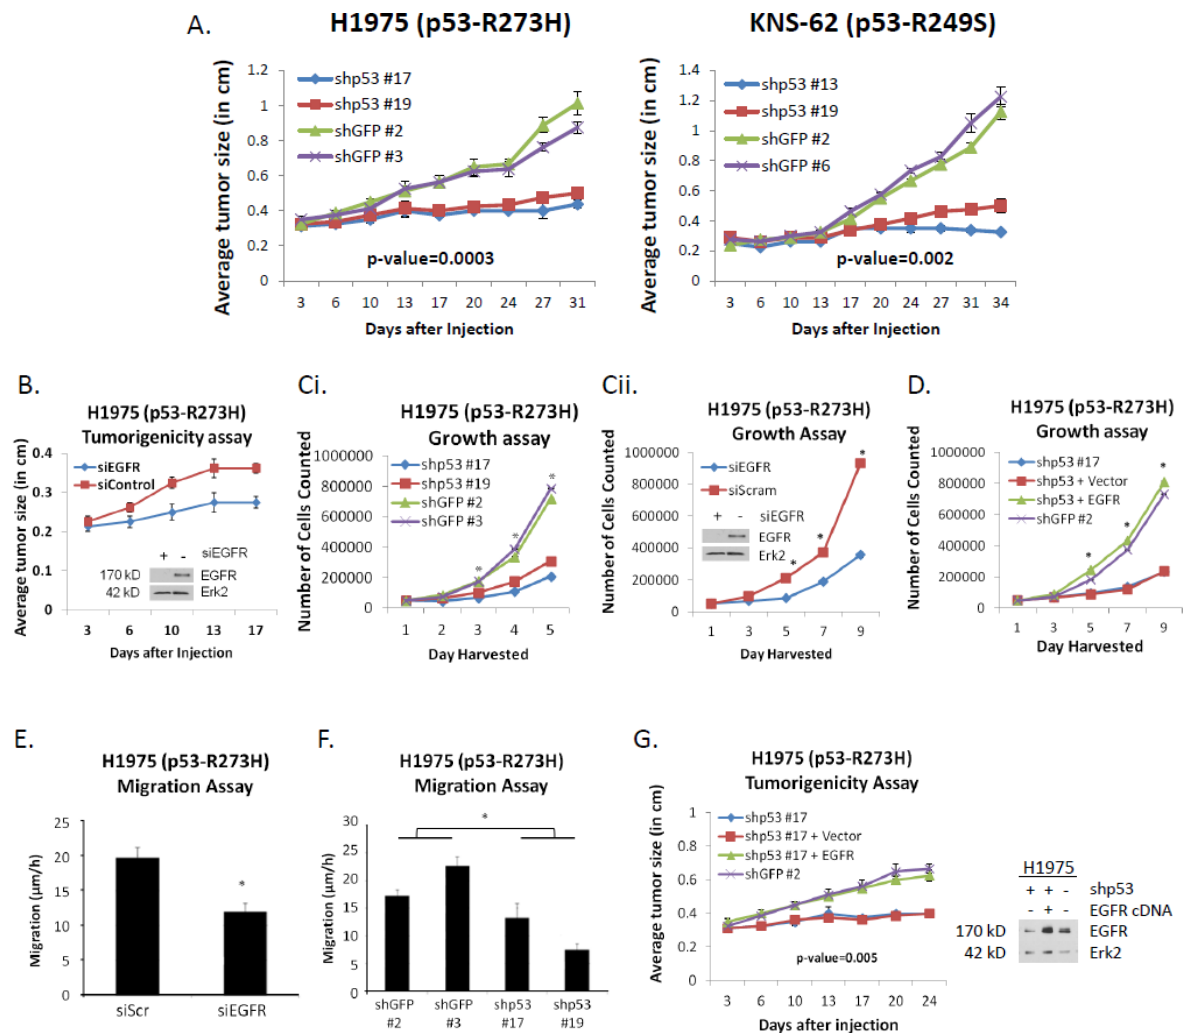 A.
H1975 (p53-R273H)
KNS-62 (p53-R249S)
Average tumor size (in cm)
1.2
1
0.8
0.6
0.4
0.2
0
shp53 #17
shp53 #19
shGFP #2
shGFP #3
p-value=0.0003
3 6 10 13 17 20 24 27 31
Days after Injection
Average tumor size (in cm)
1.4
1.2
1
0.8
0.6
0.4
0.2
0
shp53 #13
shp53 #19
shGFP #2
shGFP #6
p-value=0.002
3 6 10 13 17 20 24 27 31 34
Days after Injection
B.
H1975 (p53-R273H)
Tumorigenicity assay
Average tumor size (in cm)
0.4
0.3
0.2
0.1
0
siEGFR
siControl
+ - siEGFR
170 kD EGFR
42 kD Erk2
3 6 10 13 17
Days after Injection
Ci.
H1975 (p53-R273H)
Growth assay
Number of Cells Counted
1000000
800000
600000
400000
200000
0
shp53 #17
shp53 #19
shGFP #2
shGFP #3
* * *
1 2 3 4 5
Day Harvested
Cii.
H1975 (p53-R273H)
Growth Assay
Number of Cells Counted
1000000
800000
600000
400000
200000
0
siEGFR
siScram
+ - siEGFR
EGFR
Erk2
* * *
1 3 5 7 9
Day Harvested
D.
H1975 (p53-R273H)
Growth assay
Number of Cells Counted
1000000
800000
600000
400000
200000
0
shp53 #17
shp53 + Vector
shp53 + EGFR
shGFP #2
* * *
1 3 5 7 9
Day Harvested
E.
H1975 (p53-R273H)
Migration Assay
Migration (µm/h)
25
20
15
10
5
0
*
siScr siEGFR
F.
H1975 (p53-R273H)
Migration Assay
Migration (µm/h)
30
25
20
15
10
5
0
*
shGFP shGFP shp53 shp53
#2 #3 #17 #19
G.
H1975 (p53-R273H)
Tumorigenicity Assay
Average tumor size (in cm)
1
0.8
0.6
0.4
0.2
0
shp53 #17
shp53 #17 + Vector
shp53 #17 + EGFR
shGFP #2
p-value=0.005
3 6 10 13 17 20 24
Days after injection
H1975
+ + - shp53
- + - EGFR cDNA
170 kD EGFR
42 kD Erk2